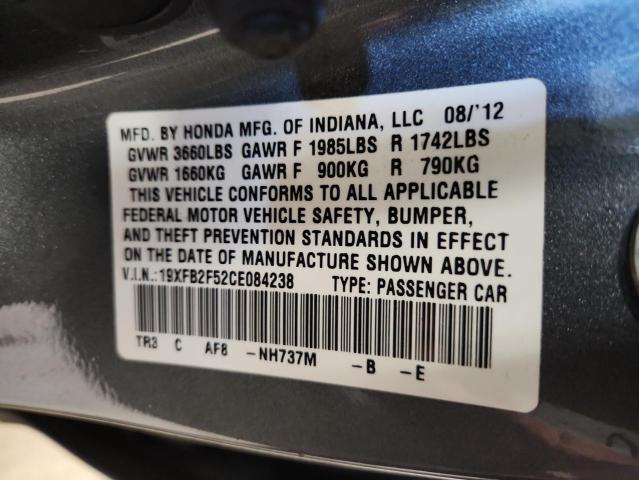 MFD. BY HONDA MFG. OF INDIANA, LLC 08/'12
GVWR 3660LBS GAWR F 1985LBS R 1742LBS
GVWR 1660KG GAWR F 900KG R 790KG
THIS VEHICLE CONFORMS TO ALL APPLICABLE
FEDERAL MOTOR VEHICLE SAFETY, BUMPER,
AND THEFT PREVENTION STANDARDS IN EFFECT
ON THE DATE OF MANUFACTURE SHOWN ABOVE.
V.I.N.:19XFB2F52CE084238 TYPE: PASSENGER CAR
TR3 C AF8 -NH737M -B -E